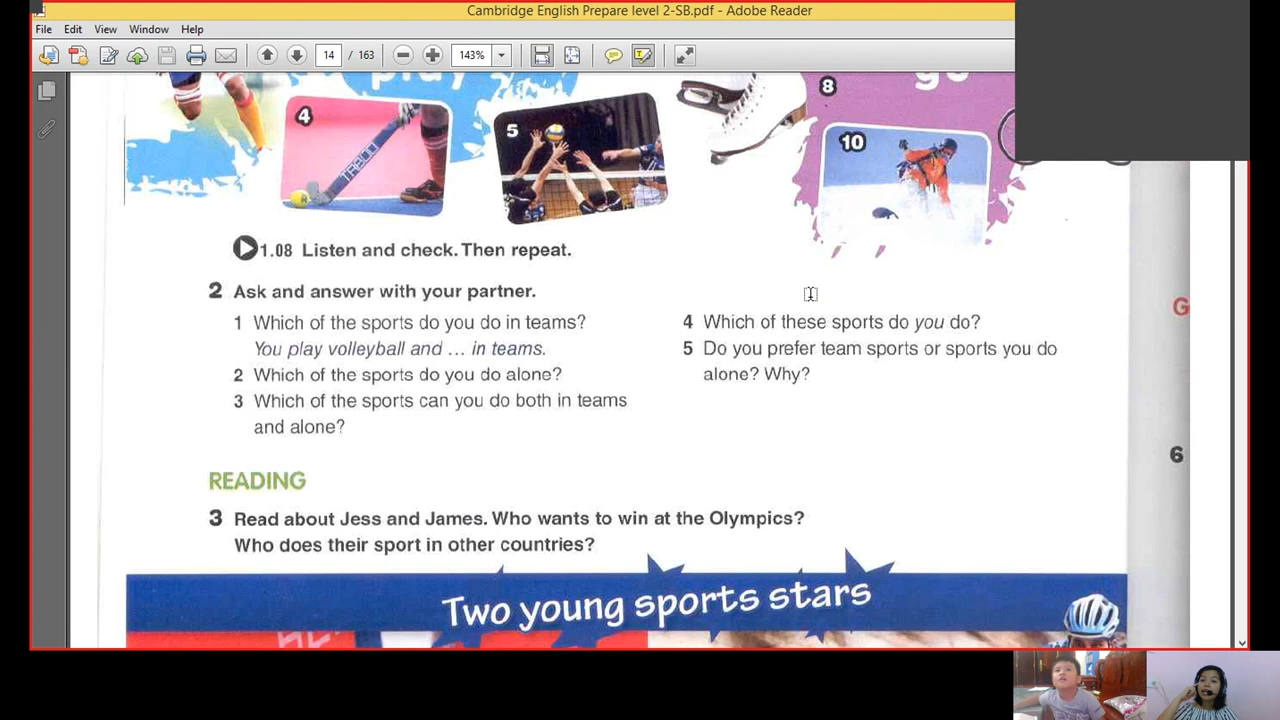 Cambridge English Prepare level 2-SB.pdf - Adobe Reader
File Edit View Window Help
14 / 163 143%
play
go
4
5
8
10
TRIBOO
1.08 Listen and check. Then repeat.
2 Ask and answer with your partner.
1 Which of the sports do you do in teams?
You play volleyball and ... in teams.
2 Which of the sports do you do alone?
3 Which of the sports can you do both in teams
and alone?
4 Which of these sports do you do?
5 Do you prefer team sports or sports you do
alone? Why?
G
6
READING
3 Read about Jess and James. Who wants to win at the Olympics?
Who does their sport in other countries?
Two young sports stars